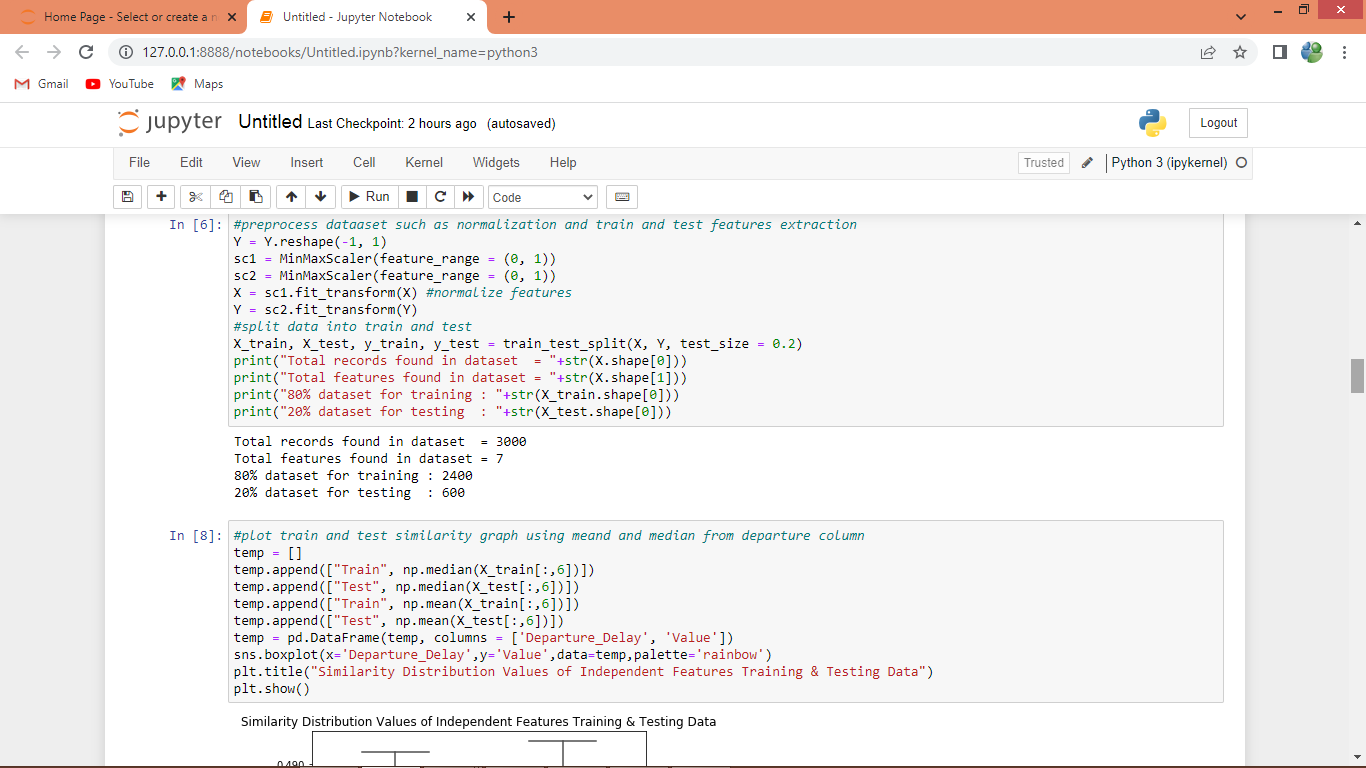 Home Page - Select or create a n
Untitled - Jupyter Notebook
127.0.0.1:8888/notebooks/Untitled.ipynb?kernel_name=python3
Gmail YouTube Maps
jupyter Untitled Last Checkpoint: 2 hours ago (autosaved)
Logout
File Edit View Insert Cell Kernel Widgets Help
Trusted Python 3 (ipykernel)
Run Code
In [6]: #preprocess dataaset such as normalization and train and test features extraction
Y = Y.reshape(-1, 1)
sc1 = MinMaxScaler(feature_range = (0, 1))
sc2 = MinMaxScaler(feature_range = (0, 1))
X = sc1.fit_transform(X) #normalize features
Y = sc2.fit_transform(Y)
#split data into train and test
X_train, X_test, y_train, y_test = train_test_split(X, Y, test_size = 0.2)
print("Total records found in dataset  = "+str(X.shape[0]))
print("Total features found in dataset = "+str(X.shape[1]))
print("80% dataset for training : "+str(X_train.shape[0]))
print("20% dataset for testing  : "+str(X_test.shape[0]))
Total records found in dataset  = 3000
Total features found in dataset = 7
80% dataset for training : 2400
20% dataset for testing  : 600
In [8]: #plot train and test similarity graph using meand and median from departure column
temp = []
temp.append(["Train", np.median(X_train[:,6])])
temp.append(["Test", np.median(X_test[:,6])])
temp.append(["Train", np.mean(X_train[:,6])])
temp.append(["Test", np.mean(X_test[:,6])])
temp = pd.DataFrame(temp, columns = ['Departure_Delay', 'Value'])
sns.boxplot(x='Departure_Delay',y='Value',data=temp,palette='rainbow')
plt.title("Similarity Distribution Values of Independent Features Training & Testing Data")
plt.show()
Similarity Distribution Values of Independent Features Training & Testing Data
0.490